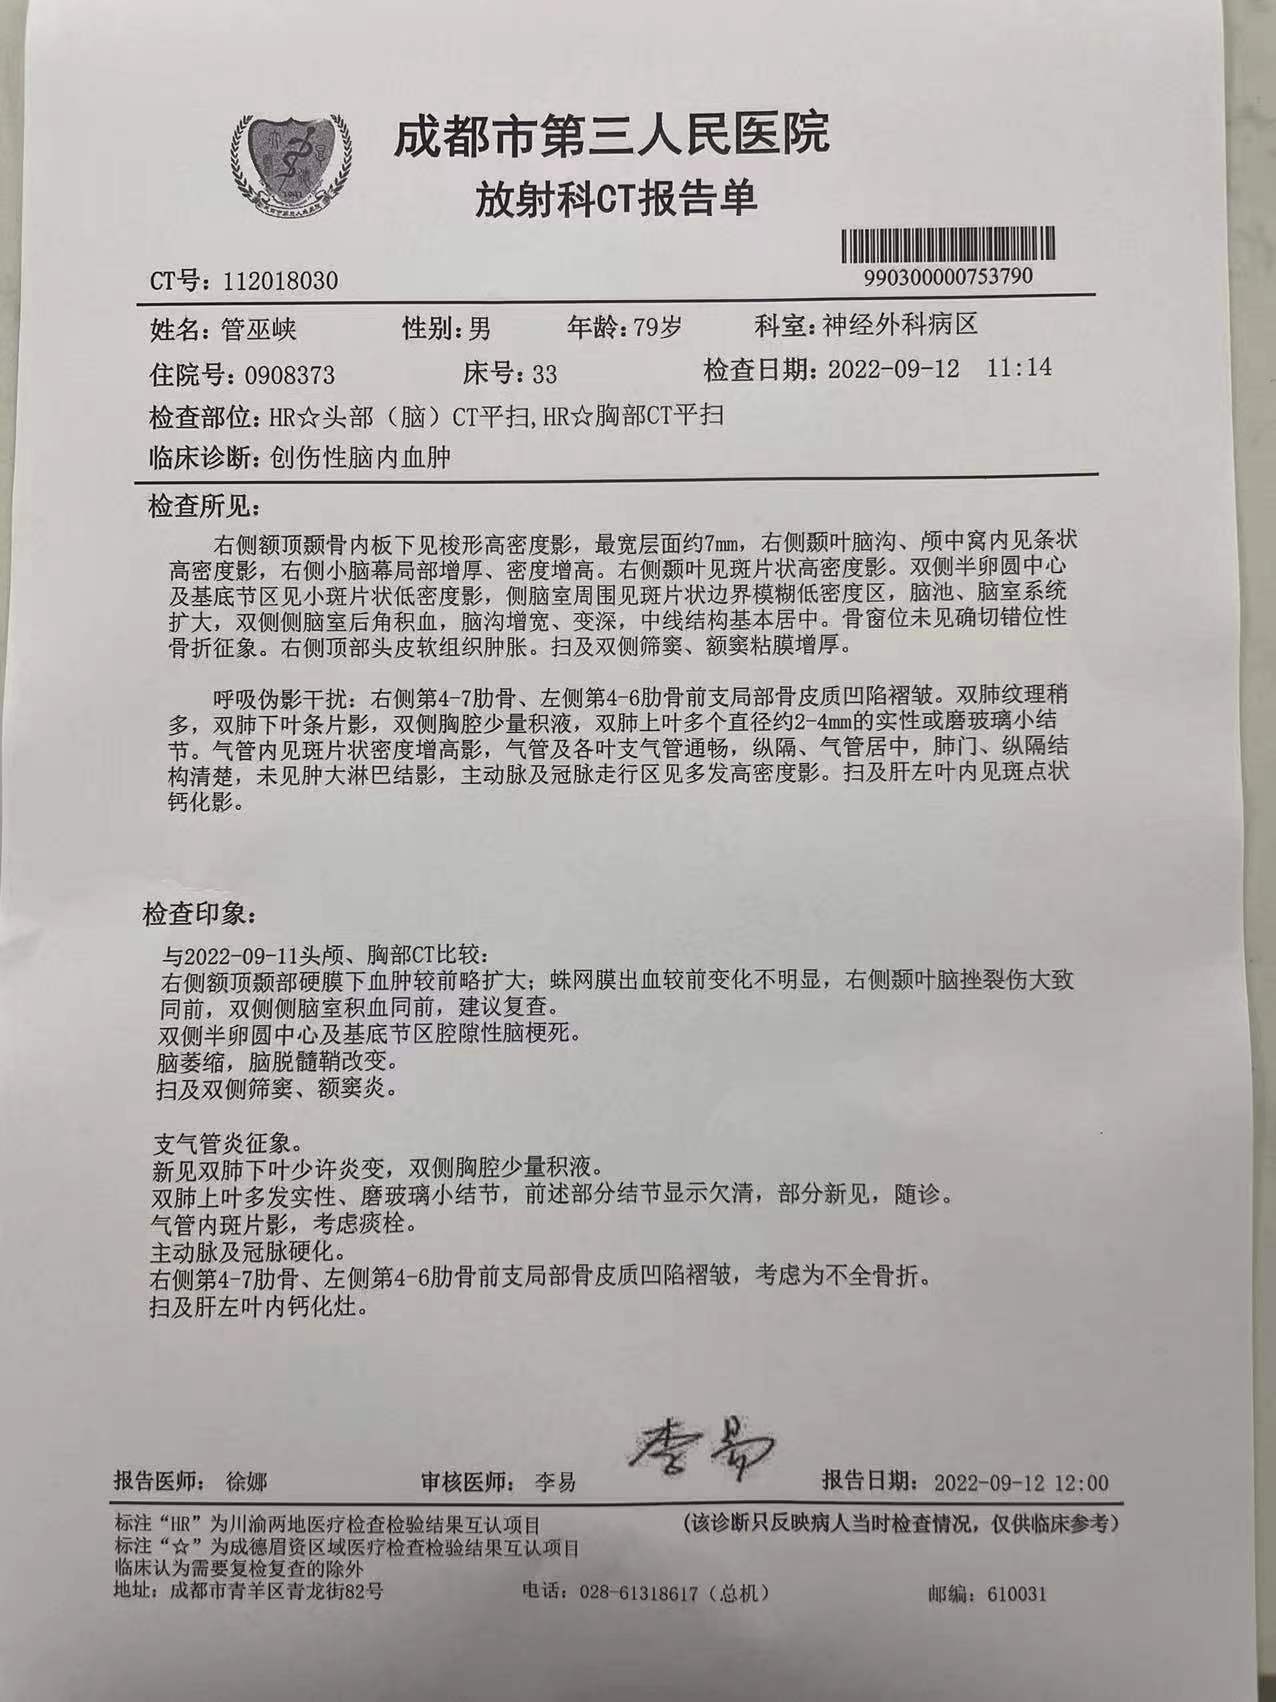 成都市第三人民医院
放射科CT报告单
990300000753790
CT号：112018030
姓名：管巫峡 性别：男 年龄：79岁 科室：神经外科病区
住院号：0908373 床号：33 检查日期：2022-09-12 11:14
检查部位：HR☆头部（脑）CT平扫,HR☆胸部CT平扫
临床诊断：创伤性脑内血肿
检查所见：
右侧额顶颞骨内板下见梭形高密度影，最宽层面约7mm，右侧颞叶脑沟、颅中窝内见条状
高密度影，右侧小脑幕局部增厚、密度增高。右侧颞叶见斑片状高密度影。双侧半卵圆中心
及基底节区见小斑片状低密度影，侧脑室周围见斑片状边界模糊低密度区，脑池、脑室系统
扩大，双侧侧脑室后角积血，脑沟增宽、变深，中线结构基本居中。骨窗位未见确切错位性
骨折征象。右侧顶部头皮软组织肿胀。扫及双侧筛窦、额窦粘膜增厚。
呼吸伪影干扰：右侧第4-7肋骨、左侧第4-6肋骨前支局部骨皮质凹陷褶皱。双肺纹理稍
多，双肺下叶条片影，双侧胸腔少量积液，双肺上叶多个直径约2-4mm的实性或磨玻璃小结
节。气管内见斑片状密度增高影，气管及各叶支气管通畅，纵隔、气管居中，肺门、纵隔结
构清楚，未见肿大淋巴结影，主动脉及冠脉走行区见多发高密度影。扫及肝左叶内见斑点状
钙化影。
检查印象：
与2022-09-11头颅、胸部CT比较：
右侧额顶颞部硬膜下血肿较前略扩大；蛛网膜出血较前变化不明显，右侧颞叶脑挫裂伤大致
同前，双侧侧脑室积血同前，建议复查。
双侧半卵圆中心及基底节区腔隙性脑梗死。
脑萎缩，脑脱髓鞘改变。
扫及双侧筛窦、额窦炎。
支气管炎征象。
新见双肺下叶少许炎变，双侧胸腔少量积液。
双肺上叶多发实性、磨玻璃小结节，前述部分结节显示欠清，部分新见，随诊。
气管内斑片影，考虑痰栓。
主动脉及冠脉硬化。
右侧第4-7肋骨、左侧第4-6肋骨前支局部骨皮质凹陷褶皱，考虑为不全骨折。
扫及肝左叶内钙化灶。
李易
报告医师： 徐娜 审核医师： 李易 报告日期： 2022-09-12 12:00
标注“HR”为川渝两地医疗检查检验结果互认项目 （该诊断只反映病人当时检查情况，仅供临床参考）
标注“☆”为成德眉资区域医疗检查检验结果互认项目
临床认为需要复检复查的除外
地址：成都市青羊区青龙街82号 电话：028-61318617（总机） 邮编：610031